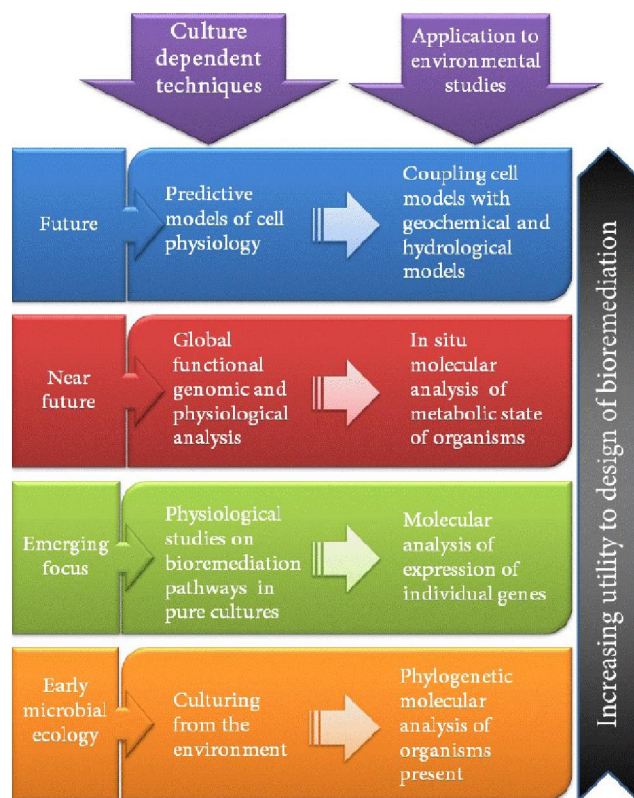 Culture
dependent
techniques
Application to
environmental
studies
Future
Predictive
models of cell
physiology
Coupling cell
models with
geochemical and
hydrological
models
Near
future
Global
functional
genomic and
physiological
analysis
In situ
molecular
analysis of
metabolic state
of organisms
Emerging
focus
Physiological
studies on
bioremediation
pathways in
pure cultures
Molecular
analysis of
expression of
individual genes
Early
microbial
ecology
Culturing
from the
environment
Phylogenetic
molecular
analysis of
organisms
present
Increasing utility to design of bioremediation